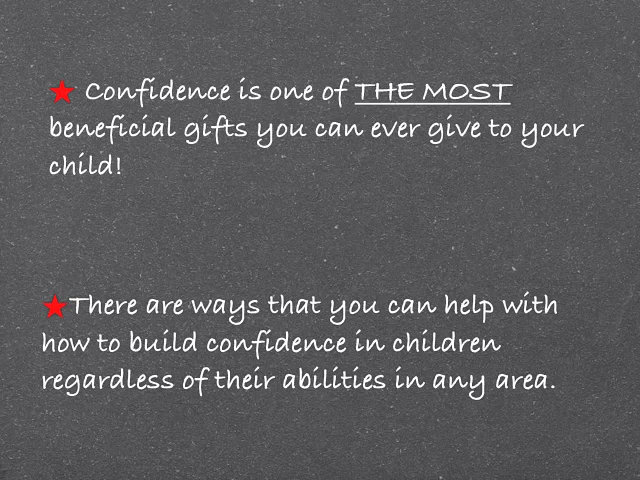 Confidence is one of THE MOST
beneficial gifts you can ever give to your
child!
There are ways that you can help with
how to build confidence in children
regardless of their abilities in any area.